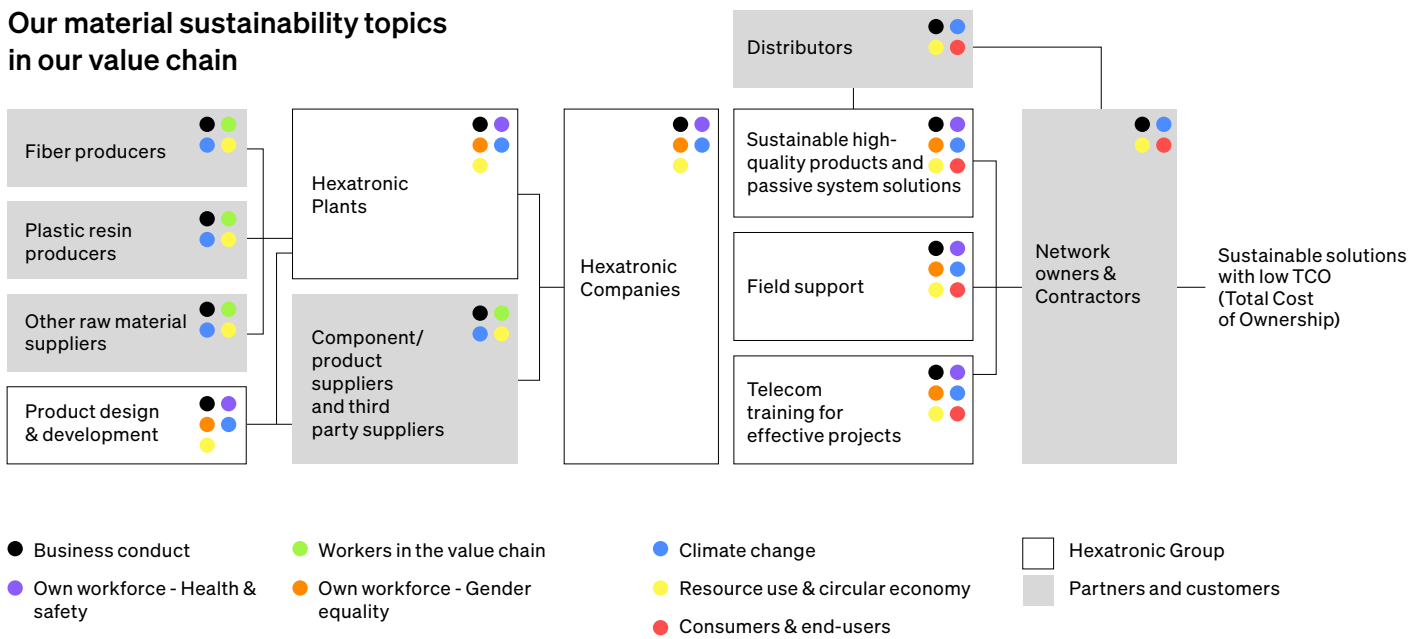 Our material sustainability topics
in our value chain
Fiber producers
Plastic resin
producers
Other raw material
suppliers
Product design
& development
Hexatronic
Plants
Component/
product
suppliers
and third
party suppliers
Hexatronic
Companies
Distributors
Sustainable high-
quality products and
passive system solutions
Field support
Telecom
training for
effective projects
Network
owners &
Contractors
Sustainable solutions
with low TCO
(Total Cost
of Ownership)
Business conduct
Own workforce - Health &
safety
Workers in the value chain
Own workforce - Gender
equality
Climate change
Resource use & circular economy
Consumers & end-users
Hexatronic Group
Partners and customers